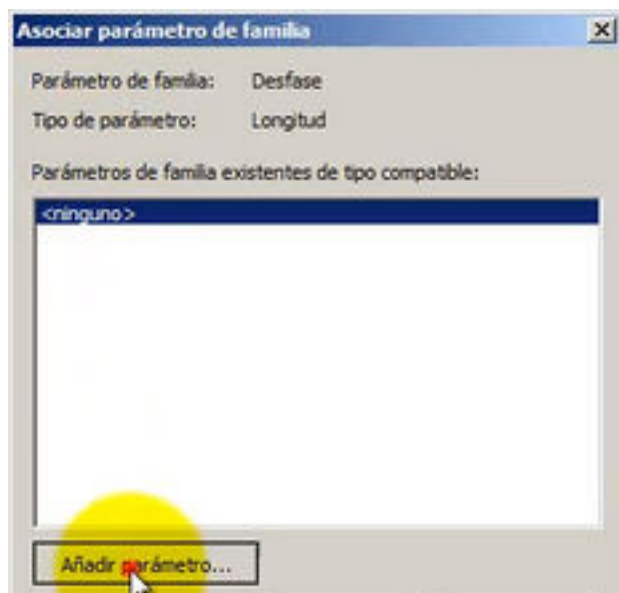 Asociar parámetro de familia
Parámetro de familia: Desfase
Tipo de parámetro: Longitud
Parámetros de familia existentes de tipo compatible:
<ninguno>
Añadir parámetro...